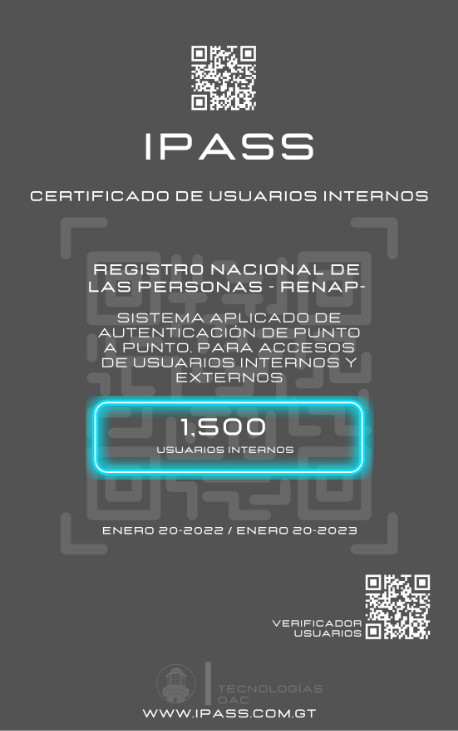 IPASS
CERTIFICADO DE USUARIOS INTERNOS
REGISTRO NACIONAL DE
LAS PERSONAS - RENAP-
SISTEMA APLICADO DE
AUTENTICACIÓN DE PUNTO
A PUNTO, PARA ACCESOS
DE USUARIOS INTERNOS Y
EXTERNOS
1,500
USUARIOS INTERNOS
ENERO 20-2022 / ENERO 20-2023
VERIFICADOR
USUARIOS
TECNOLOGÍAS
DAC
WWW.IPASS.COM.GT